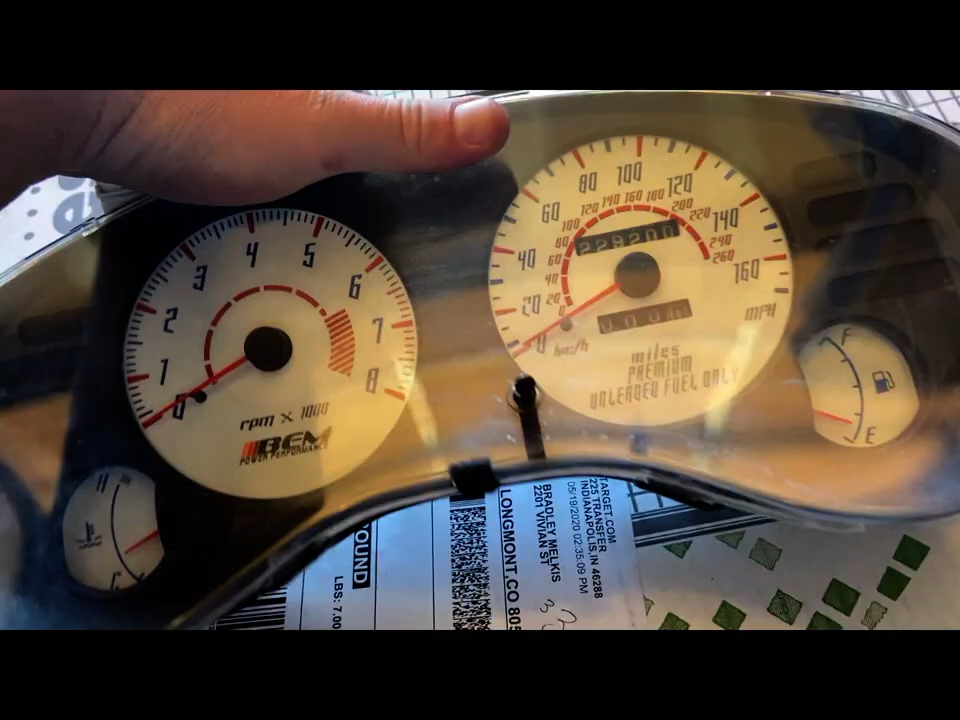 0 1 2 3 4 5 6 7 8
rpm x 1000
POWER PERFORMANCE
20 40 60 80 100 120 140 160
MPH
0 20 40 60 80 100 120 140 160 180 200 220 240 260
km/h
229200
miles
PREMIUM
UNLEADED FUEL ONLY
H
F
E
LBS: 7.00
OUND
LONGMONT,CO 805
BRADLEY MELKIS
2201 VIVIAN ST
TARGET.COM
225 TRANSFER
INDIANAPOLIS,IN 46288
05/19/2020 02:35:09 PM
32